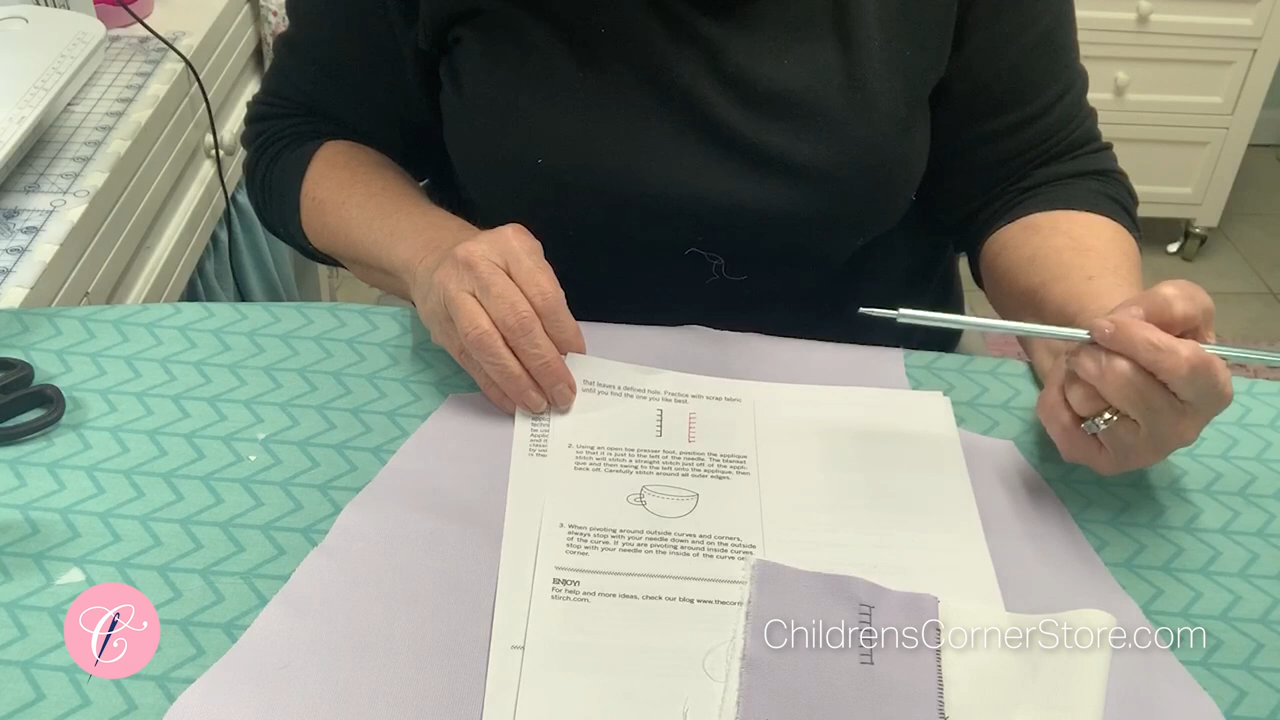 that leaves a defined hole. Practice with scrap fabric
until you find the one you like best.
2. Using an open toe presser foot, position the applique
so that it is just to the left of the needle. The blanket
stitch will stitch a straight stitch just off of the appli-
que and then swing to the left onto the applique, then
back off. Carefully stitch around all outer edges.
3. When pivoting around outside curves and corners,
always stop with your needle down and on the outside
of the curve. If you are pivoting around inside curves
stop with your needle on the inside of the curve or
corner.
ENJOY!
For help and more ideas, check our blog www.thecorn
stirch.com.
C
ChildrensCornerStore.com